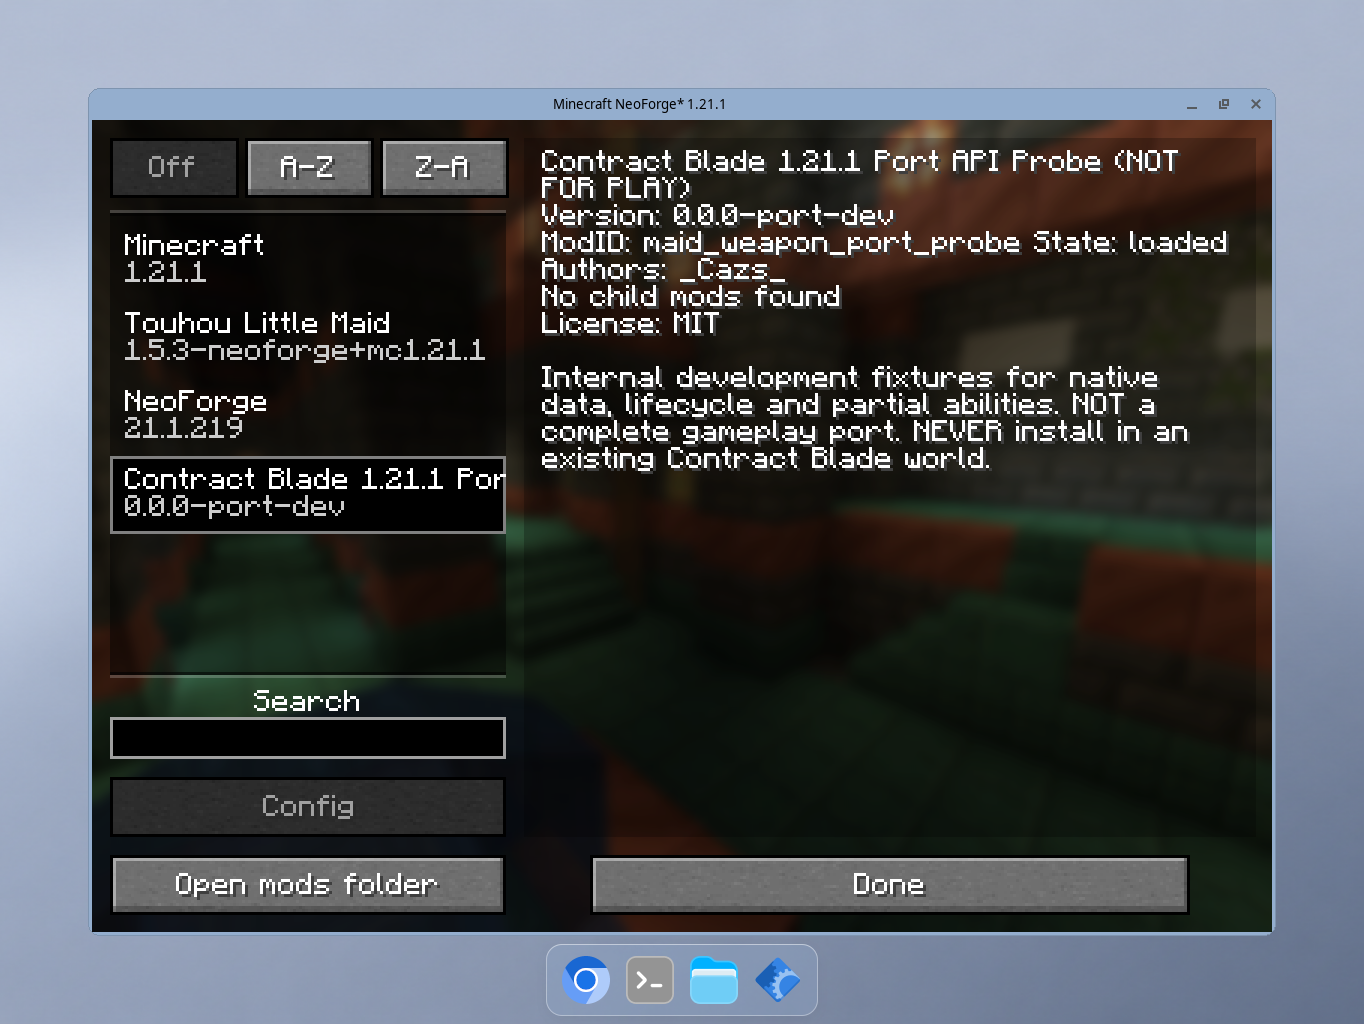 Minecraft NeoForge* 1.21.1
Off
A-Z
Z-A
Minecraft
1.21.1
Touhou Little Maid
1.5.3-neoforge+mc1.21.1
NeoForge
21.1.219
Contract Blade 1.21.1 Por
0.0.0-port-dev
Search
Config
Open mods folder
Contract Blade 1.21.1 Port API Probe (NOT
FOR PLAY)
Version: 0.0.0-port-dev
ModID: maid_weapon_port_probe State: loaded
Authors: _Cazs_
No child mods found
License: MIT
Internal development fixtures for native
data, lifecycle and partial abilities. NOT a
complete gameplay port. NEVER install in an
existing Contract Blade world.
Done